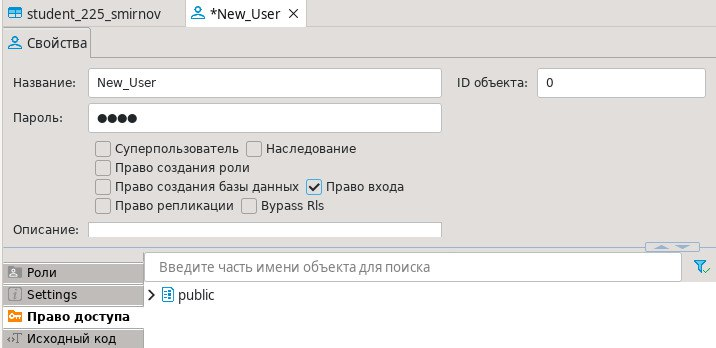 student_225_smirnov *New_User
Свойства
Название: New_User ID объекта: 0
Пароль: ●●●●
Суперпользователь Наследование
Право создания роли
Право создания базы данных Право входа
Право репликации Bypass Rls
Описание:
Роли
Введите часть имени объекта для поиска
Settings
public
Право доступа
Исходный код